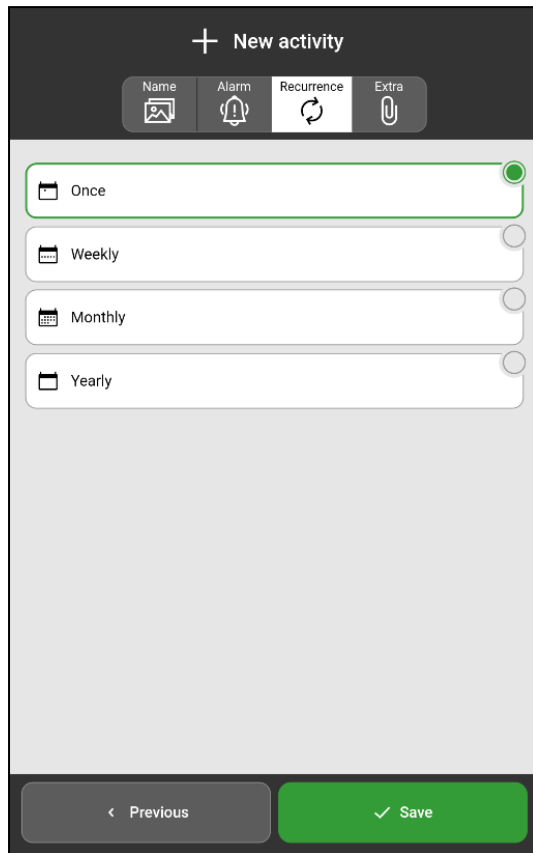 New activity
Name Alarm Recurrence Extra
Once
Weekly
Monthly
Yearly
Previous Save